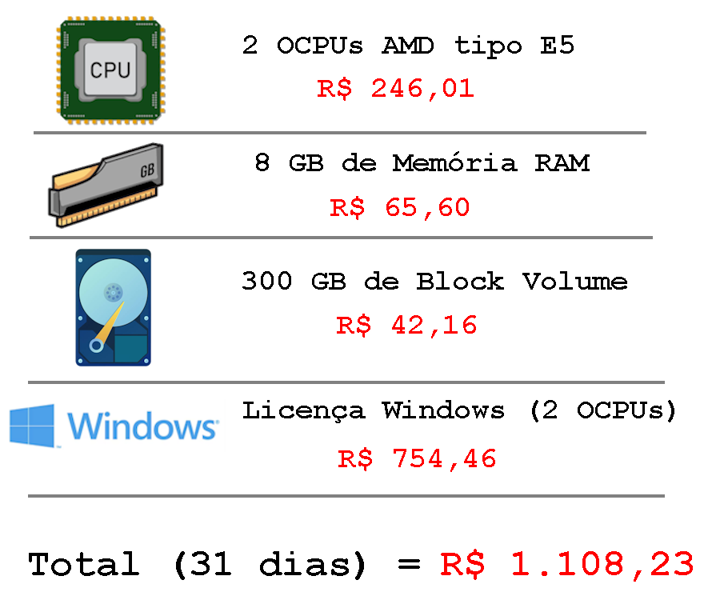 CPU
2 OCPUs AMD tipo E5
R$ 246,01
GB
8 GB de Memória RAM
R$ 65,60
300 GB de Block Volume
R$ 42,16
Windows
Licença Windows (2 OCPUs)
R$ 754,46
Total (31 dias) = R$ 1.108,23